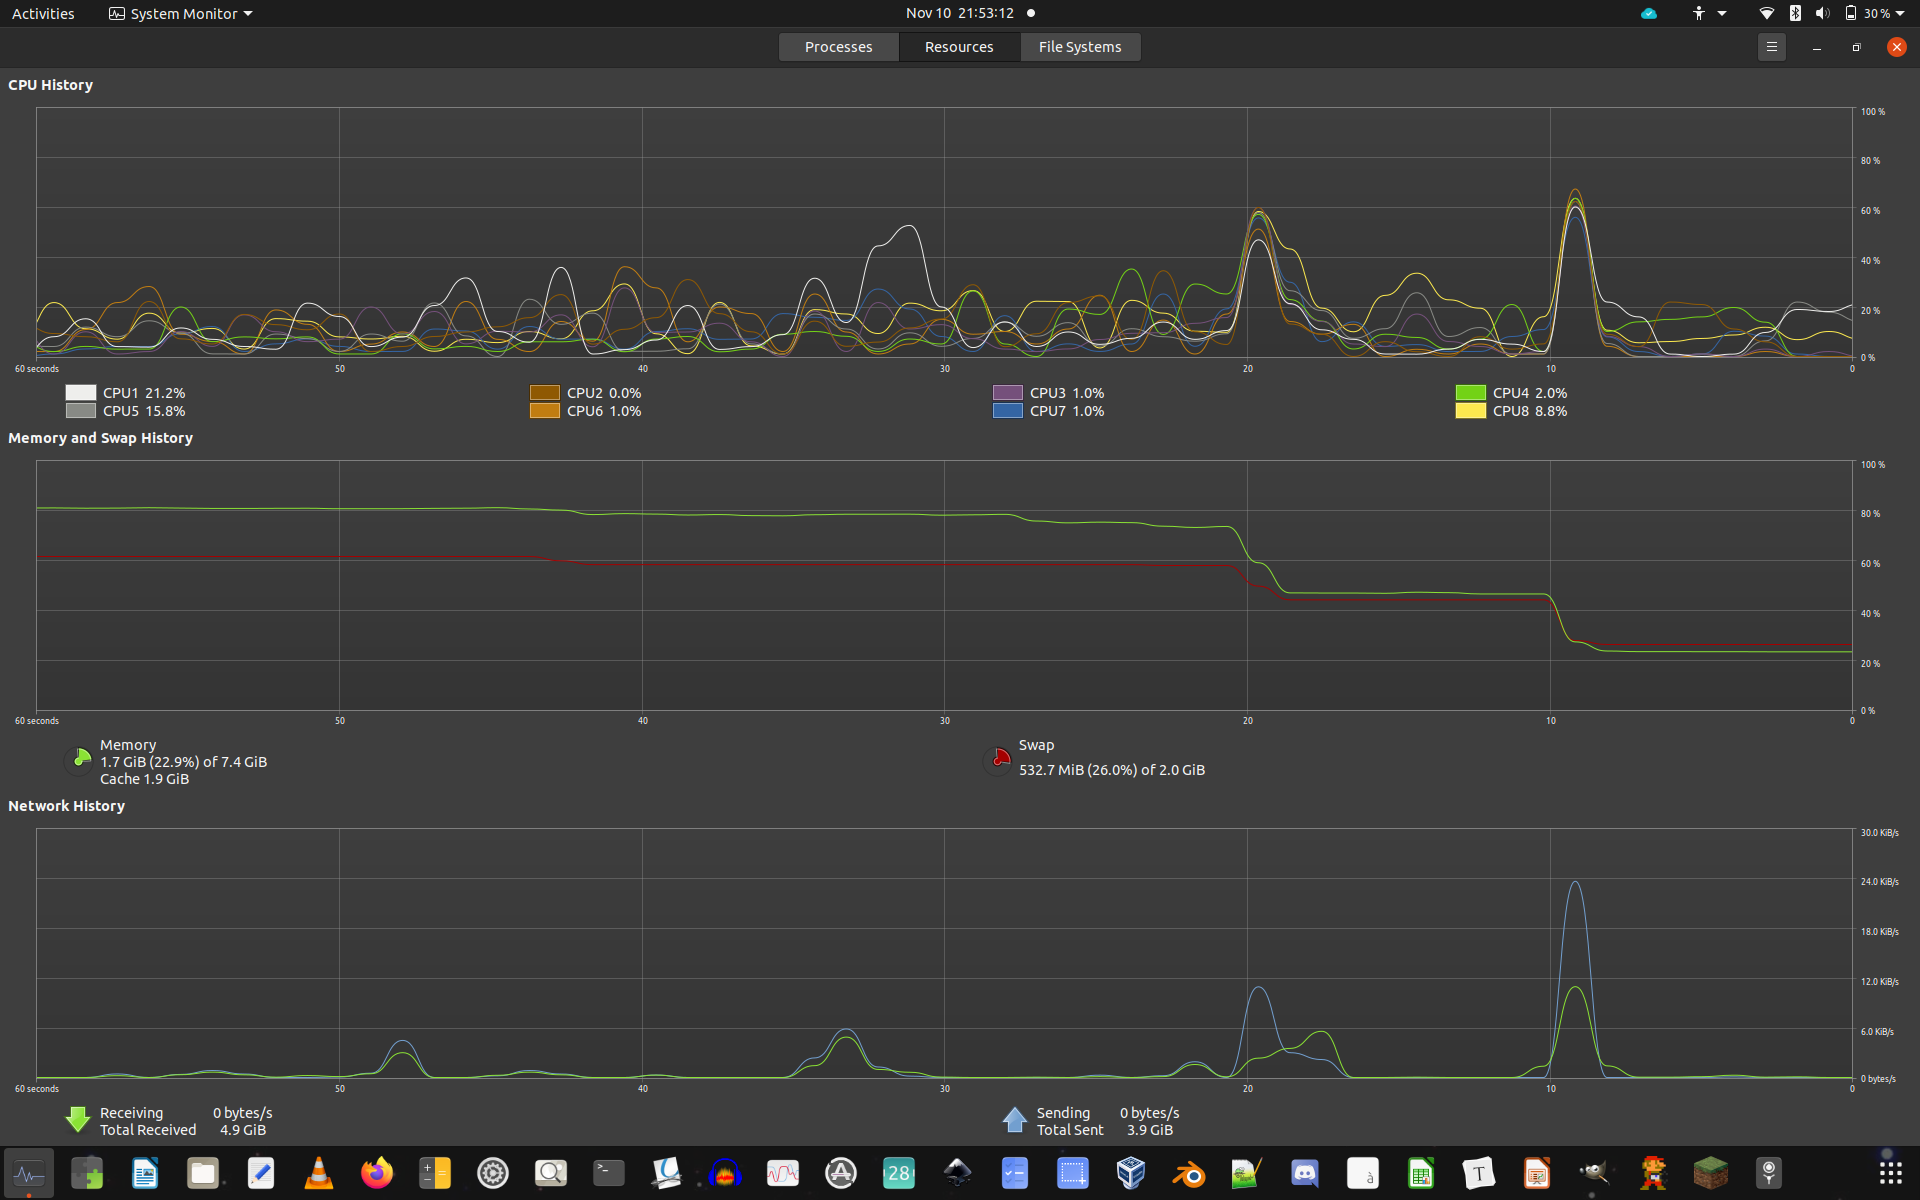 Activities System Monitor Nov 10 21:53:12 30 %
Processes Resources File Systems
CPU History
100 %
80 %
60 %
40 %
20 %
0 %
60 seconds 50 40 30 20 10 0
CPU1 21.2% CPU2 0.0% CPU3 1.0% CPU4 2.0%
CPU5 15.8% CPU6 1.0% CPU7 1.0% CPU8 8.8%
Memory and Swap History
100 %
80 %
60 %
40 %
20 %
0 %
60 seconds 50 40 30 20 10 0
Memory
1.7 GiB (22.9%) of 7.4 GiB
Cache 1.9 GiB
Swap
532.7 MiB (26.0%) of 2.0 GiB
Network History
30.0 KiB/s
24.0 KiB/s
18.0 KiB/s
12.0 KiB/s
6.0 KiB/s
0 bytes/s
60 seconds 50 40 30 20 10 0
Receiving 0 bytes/s
Total Received 4.9 GiB
Sending 0 bytes/s
Total Sent 3.9 GiB
28 à T